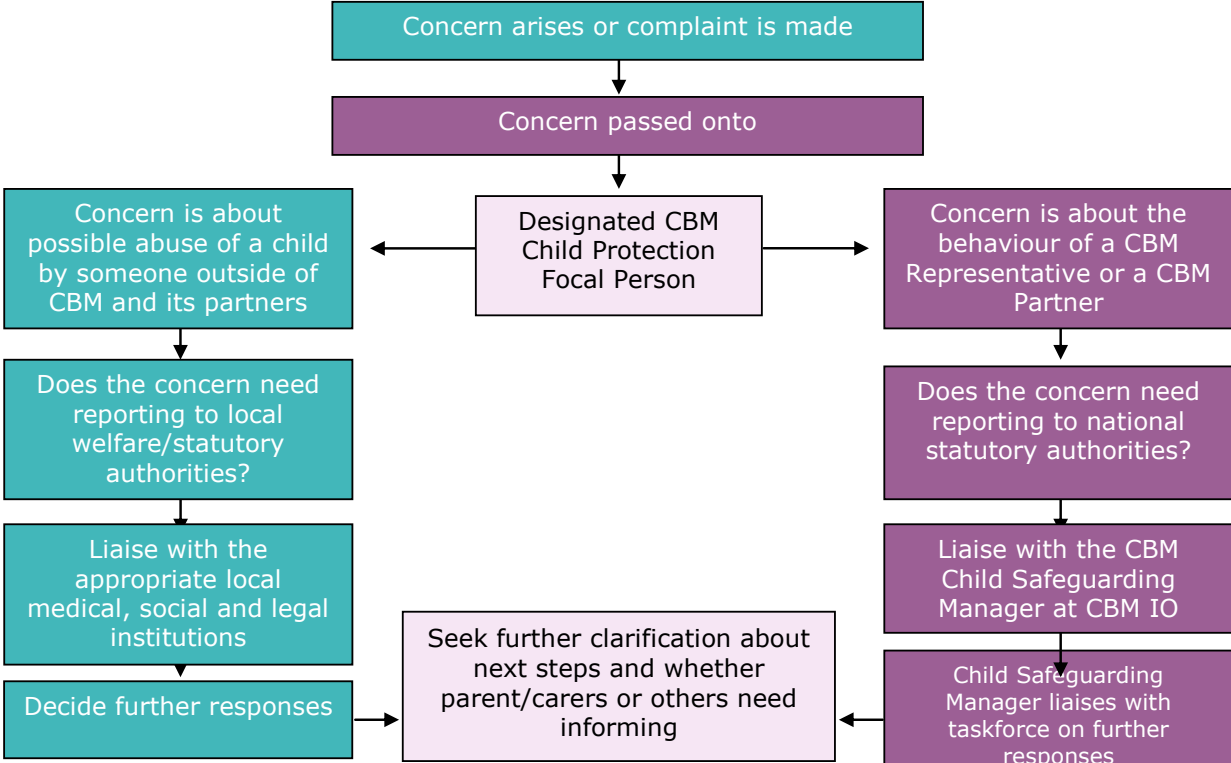 Concern arises or complaint is made
Concern passed onto
Designated CBM
Child Protection
Focal Person
Concern is about
possible abuse of a child
by someone outside of
CBM and its partners
Concern is about the
behaviour of a CBM
Representative or a CBM
Partner
Does the concern need
reporting to local
welfare/statutory
authorities?
Does the concern need
reporting to national
statutory authorities?
Liaise with the
appropriate local
medical, social and legal
institutions
Liaise with the CBM
Child Safeguarding
Manager at CBM IO
Decide further responses
Seek further clarification about
next steps and whether
parent/carers or others need
informing
Child Safeguarding
Manager liaises with
taskforce on further
responses